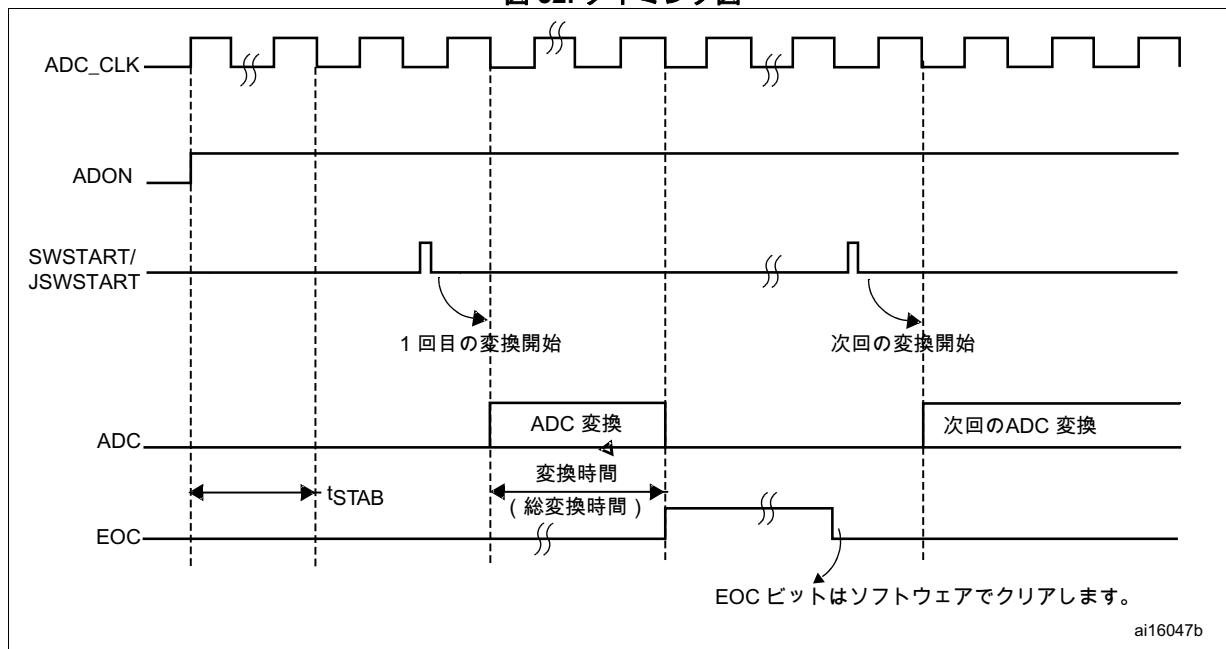 ADC_CLK
ADON
SWSTART/
JSWSTART
1 回目の変換開始
次回の変換開始
ADC
ADC 変換
次回のADC 変換
変換時間
(総変換時間)
tSTAB
EOC
EOC ビットはソフトウェアでクリアします。
ai16047b